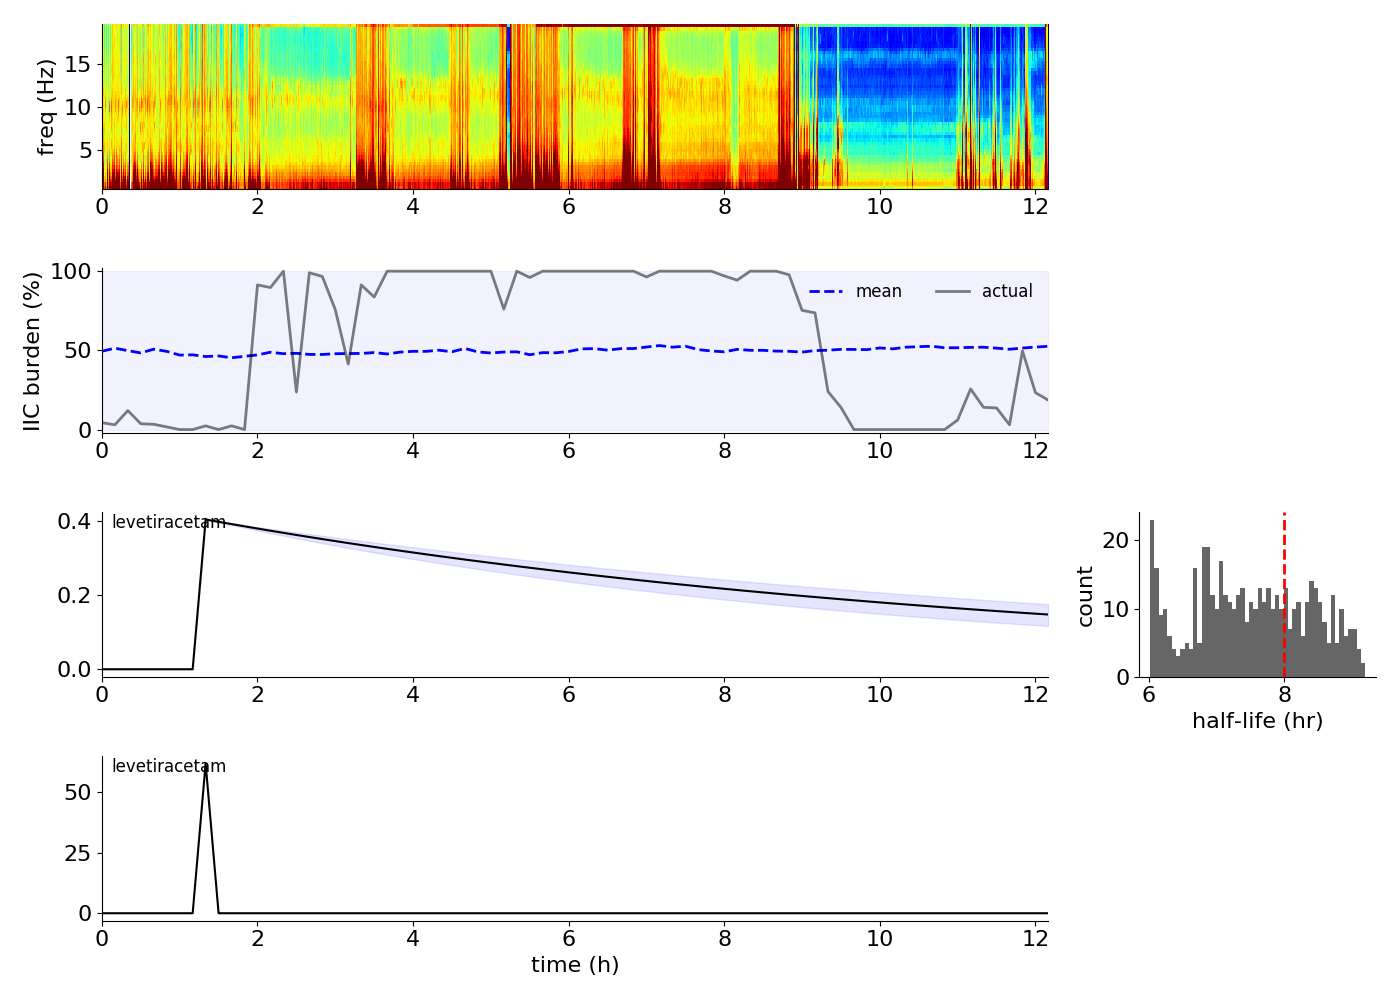 freq (Hz)
15
10
5
0 2 4 6 8 10 12
IIC burden (%)
100
50
0
mean actual
0 2 4 6 8 10 12
levetiracetam
0.4
0.2
0.0
0 2 4 6 8 10 12
count
20
10
0
6 8
half-life (hr)
levetiracetam
50
25
0
0 2 4 6 8 10 12
time (h)